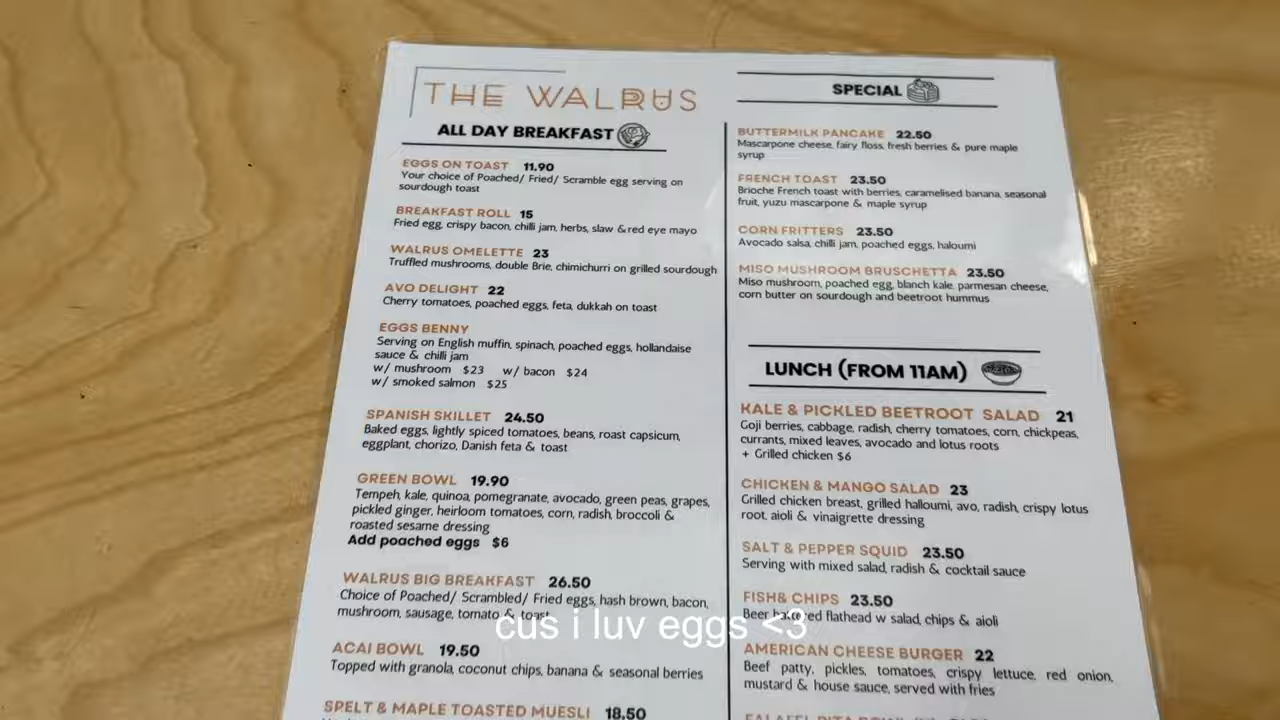 THE WALRUS
ALL DAY BREAKFAST
EGGS ON TOAST 11.90
Your choice of Poached/ Fried/ Scramble egg serving on
sourdough toast
BREAKFAST ROLL 15
Fried egg, crispy bacon, chilli jam, herbs, slaw & red eye mayo
WALRUS OMELETTE 23
Truffled mushrooms, double Brie, chimichurri on grilled sourdough
AVO DELIGHT 22
Cherry tomatoes, poached eggs, feta, dukkah on toast
EGGS BENNY
Serving on English muffin, spinach, poached eggs, hollandaise
sauce & chilli jam
w/ mushroom $23 w/ bacon $24
w/ smoked salmon $25
SPANISH SKILLET 24.50
Baked eggs, lightly spiced tomatoes, beans, roast capsicum,
eggplant, chorizo, Danish feta & toast
GREEN BOWL 19.90
Tempeh, kale, quinoa, pomegranate, avocado, green peas, grapes,
pickled ginger, heirloom tomatoes, corn, radish, broccoli &
roasted sesame dressing
Add poached eggs $6
WALRUS BIG BREAKFAST 26.50
Choice of Poached/ Scrambled/ Fried eggs, hash brown, bacon,
mushroom, sausage, tomato & toast
ACAI BOWL 19.50
Topped with granola, coconut chips, banana & seasonal berries
SPELT & MAPLE TOASTED MUESLI 18.50
SPECIAL
BUTTERMILK PANCAKE 22.50
Mascarpone cheese, fairy floss, fresh berries & pure maple
syrup
FRENCH TOAST 23.50
Brioche French toast with berries, caramelised banana, seasonal
fruit, yuzu mascarpone & maple syrup
CORN FRITTERS 23.50
Avocado salsa, chilli jam, poached eggs, haloumi
MISO MUSHROOM BRUSCHETTA 23.50
Miso mushroom, poached egg, blanch kale, parmesan cheese,
corn butter on sourdough and beetroot hummus
LUNCH (FROM 11AM)
KALE & PICKLED BEETROOT SALAD 21
Goji berries, cabbage, radish, cherry tomatoes, corn, chickpeas,
currants, mixed leaves, avocado and lotus roots
+ Grilled chicken $6
CHICKEN & MANGO SALAD 23
Grilled chicken breast, grilled halloumi, avo, radish, crispy lotus
root, aioli & vinaigrette dressing
SALT & PEPPER SQUID 23.50
Serving with mixed salad, radish & cocktail sauce
FISH& CHIPS 23.50
Beer battered flathead w salad, chips & aioli
AMERICAN CHEESE BURGER 22
Beef patty, pickles, tomatoes, crispy lettuce, red onion,
mustard & house sauce, served with fries
cus i luv eggs <3